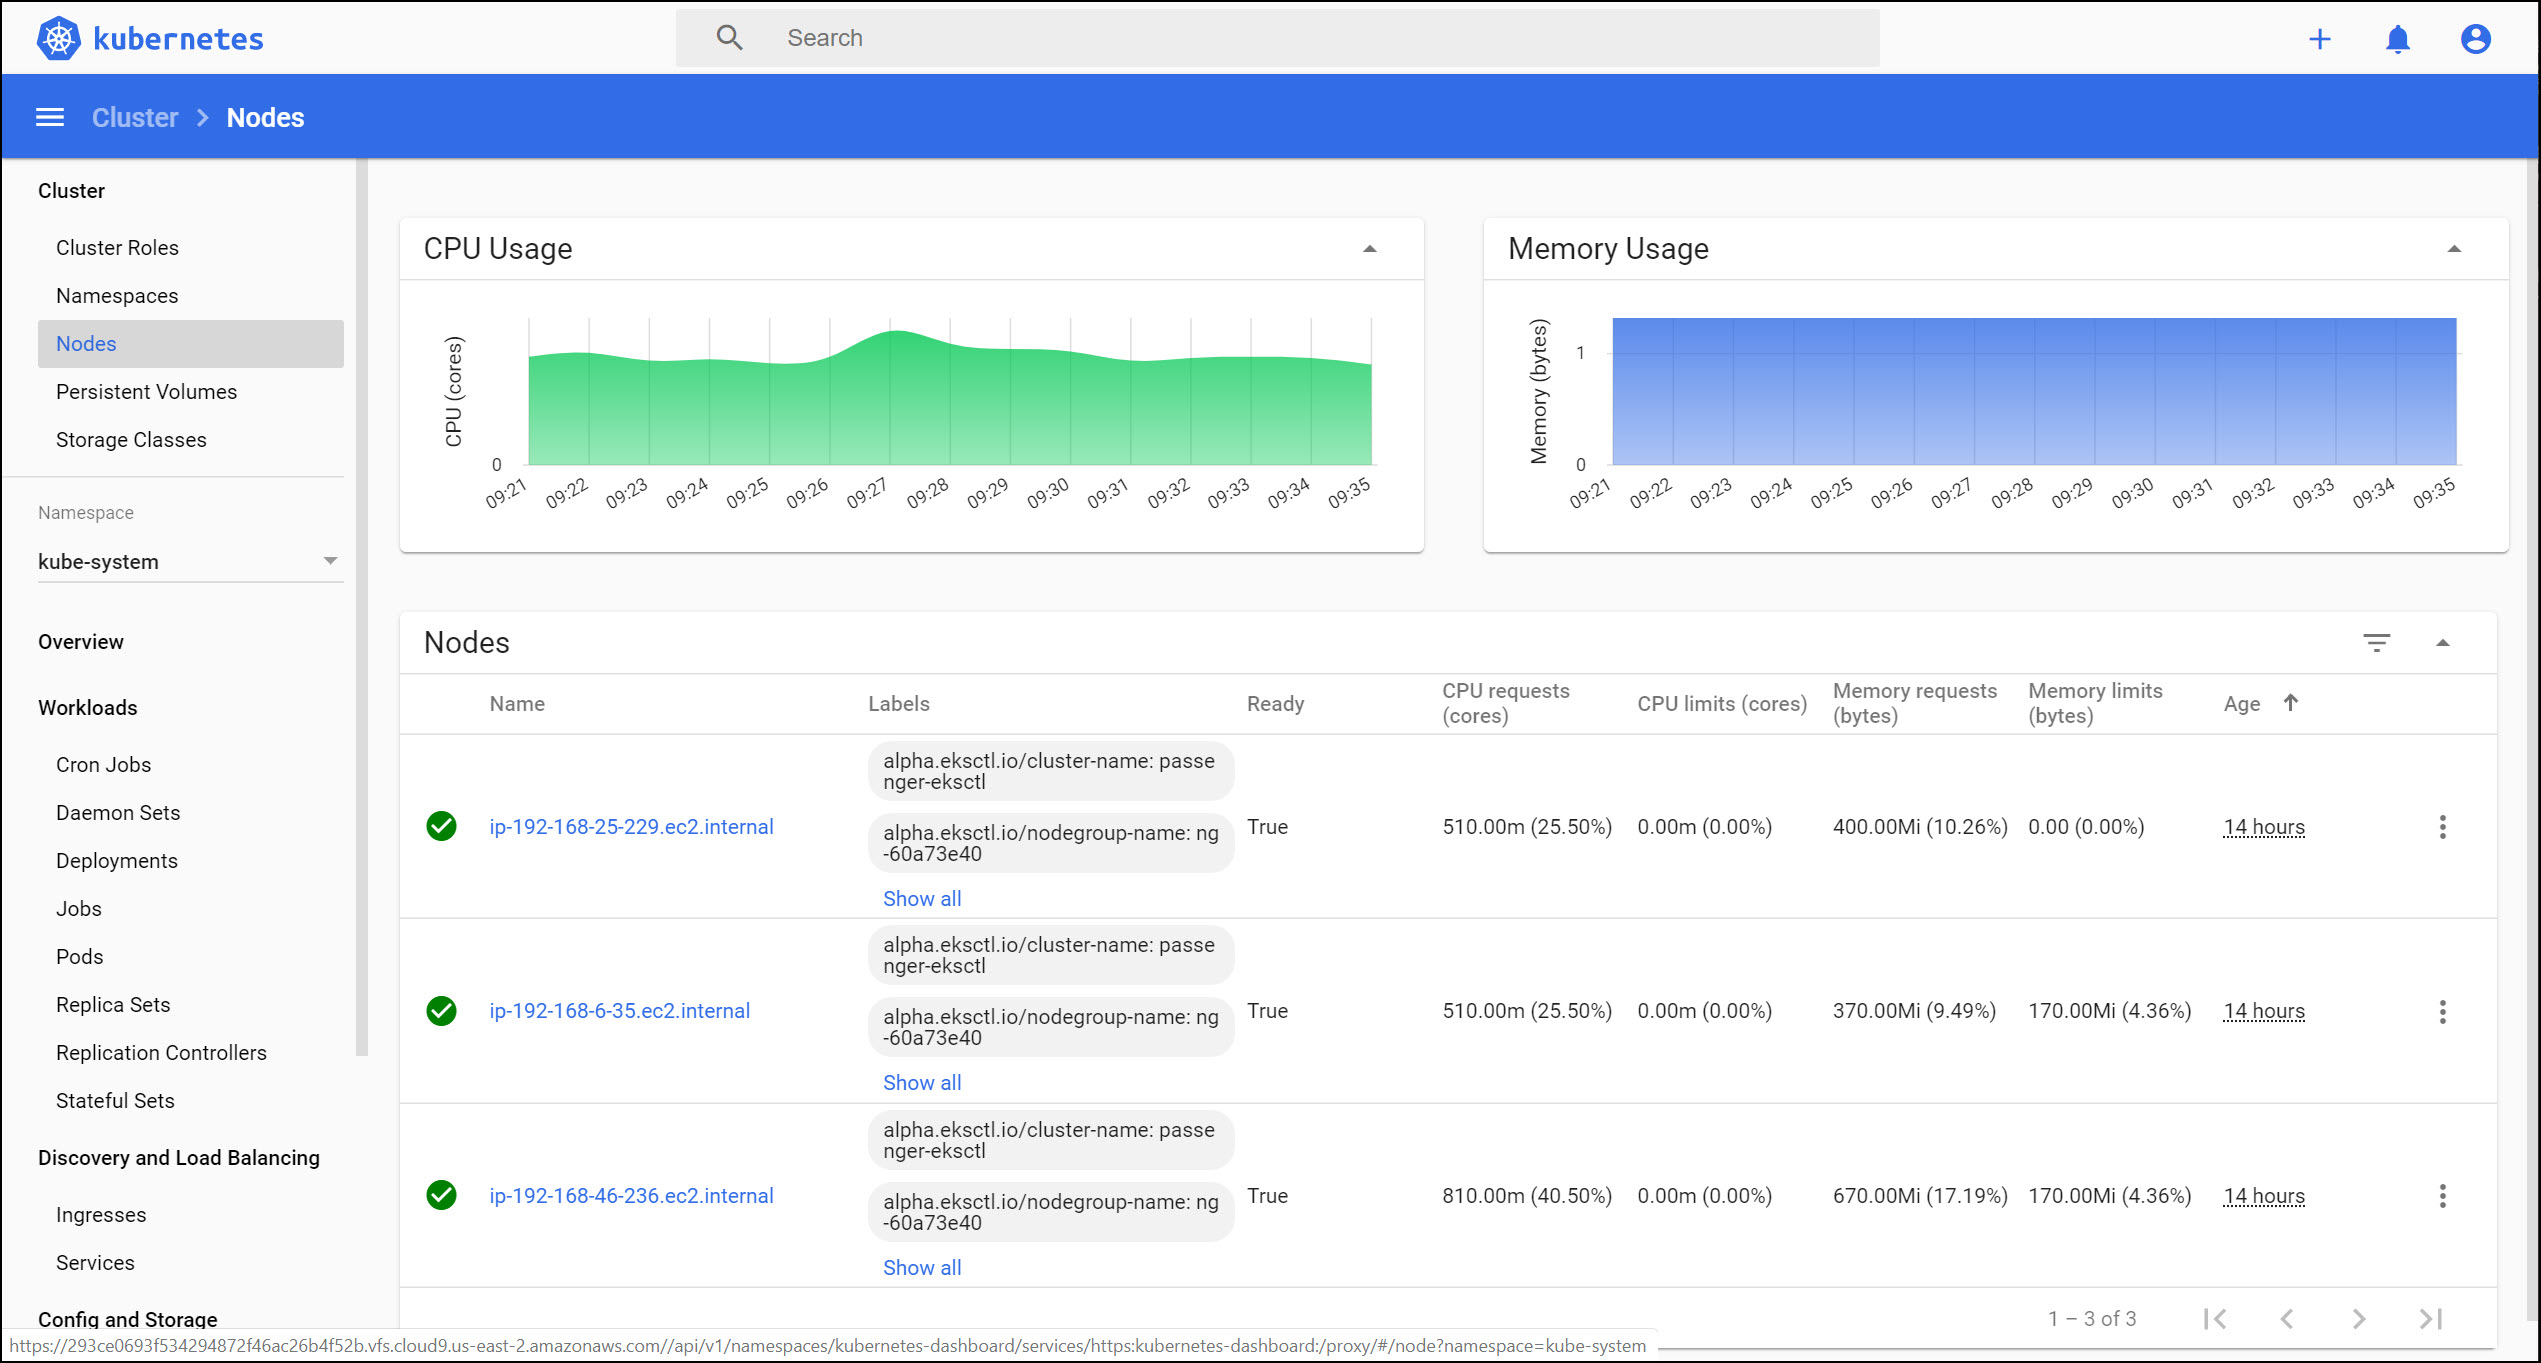 kubernetes
Search
Cluster
Nodes
Cluster
Cluster Roles
Namespaces
Nodes
Persistent Volumes
Storage Classes
Namespace
kube-system
Overview
Workloads
Cron Jobs
Daemon Sets
Deployments
Jobs
Pods
Replica Sets
Replication Controllers
Stateful Sets
Discovery and Load Balancing
Ingresses
Services
Config and Storage
CPU Usage
CPU (cores)
0
09:21 09:22 09:23 09:24 09:25 09:26 09:27 09:28 09:29 09:30 09:31 09:32 09:33 09:34 09:35
Memory Usage
Memory (bytes)
1
0
09:21 09:22 09:23 09:24 09:25 09:26 09:27 09:28 09:29 09:30 09:31 09:32 09:33 09:34 09:35
Nodes
Name
Labels
Ready
CPU requests
(cores)
CPU limits (cores)
Memory requests
(bytes)
Memory limits
(bytes)
Age
ip-192-168-25-229.ec2.internal
alpha.eksctl.io/cluster-name: passe
nger-eksctl
alpha.eksctl.io/nodegroup-name: ng
-60a73e40
Show all
True
510.00m (25.50%)
0.00m (0.00%)
400.00Mi (10.26%)
0.00 (0.00%)
14 hours
ip-192-168-6-35.ec2.internal
alpha.eksctl.io/cluster-name: passe
nger-eksctl
alpha.eksctl.io/nodegroup-name: ng
-60a73e40
Show all
True
510.00m (25.50%)
0.00m (0.00%)
370.00Mi (9.49%)
170.00Mi (4.36%)
14 hours
ip-192-168-46-236.ec2.internal
alpha.eksctl.io/cluster-name: passe
nger-eksctl
alpha.eksctl.io/nodegroup-name: ng
-60a73e40
Show all
True
810.00m (40.50%)
0.00m (0.00%)
670.00Mi (17.19%)
170.00Mi (4.36%)
14 hours
1 – 3 of 3
https://293ce0693f534294872f46ac26b4f52b.vfs.cloud9.us-east-2.amazonaws.com//api/v1/namespaces/kubernetes-dashboard/services/https:kubernetes-dashboard:/proxy/#/node?namespace=kube-system